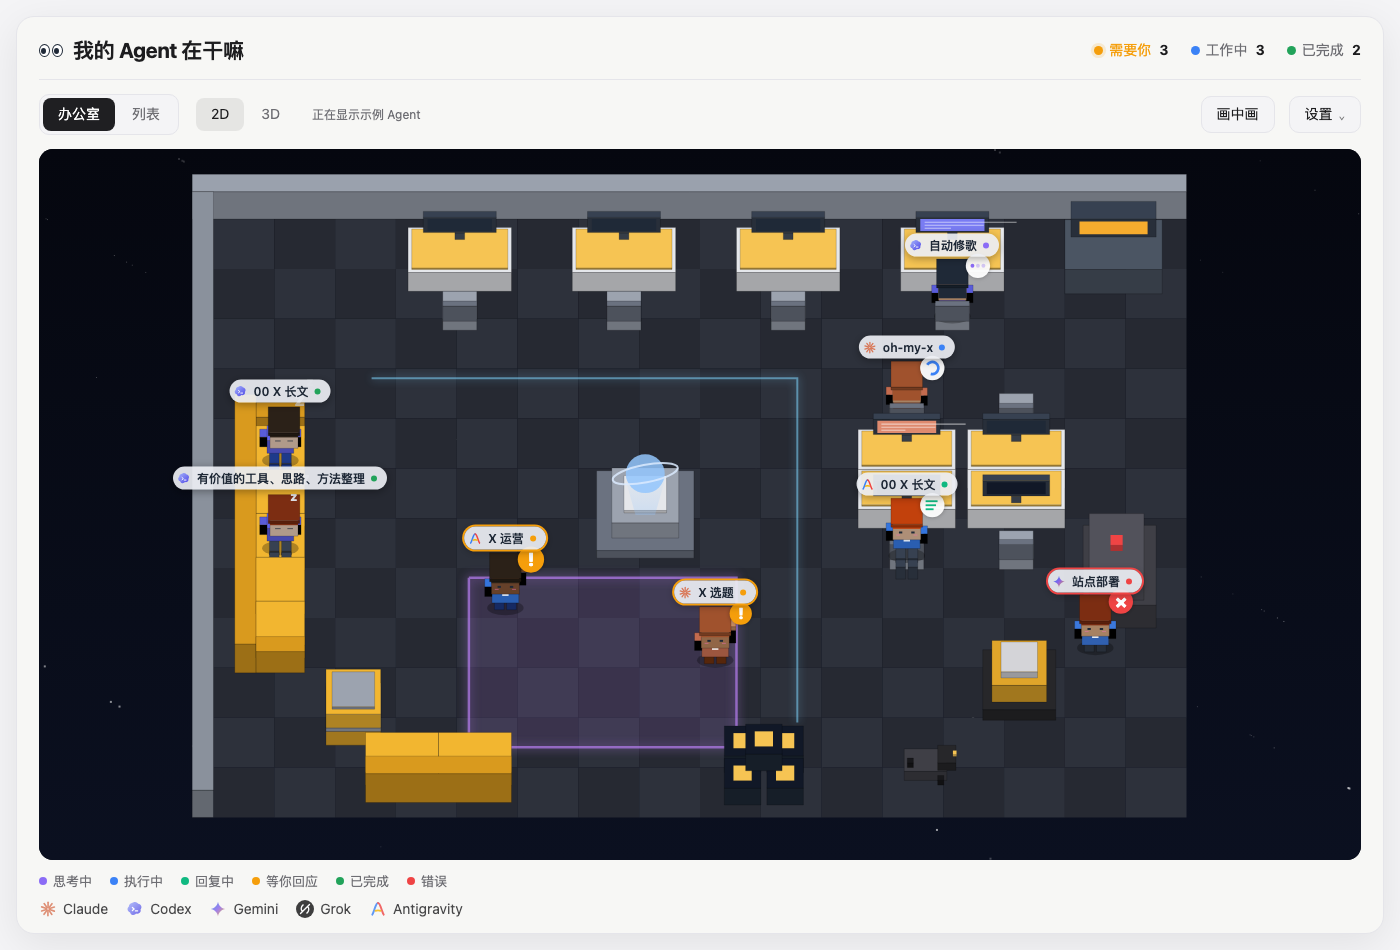 我的 Agent 在干嘛
需要你 3 工作中 3 已完成 2
办公室 列表 2D 3D 正在显示示例 Agent 画中画 设置
自动修歌
oh-my-x
00 X 长文
有价值的工具、思路、方法整理
00 X 长文
X 运营
X 选题
站点部署
思考中 执行中 回复中 等你回应 已完成 错误
Claude Codex Gemini Grok Antigravity